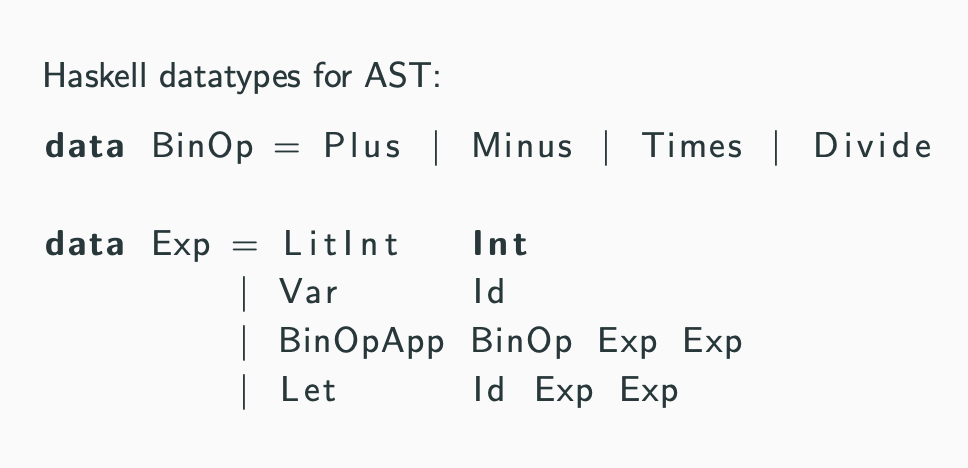 Haskell datatypes for AST:
data BinOp = Plus | Minus | Times | Divide
data Exp = LitInt Int
| Var Id
| BinOpApp BinOp Exp Exp
| Let Id Exp Exp